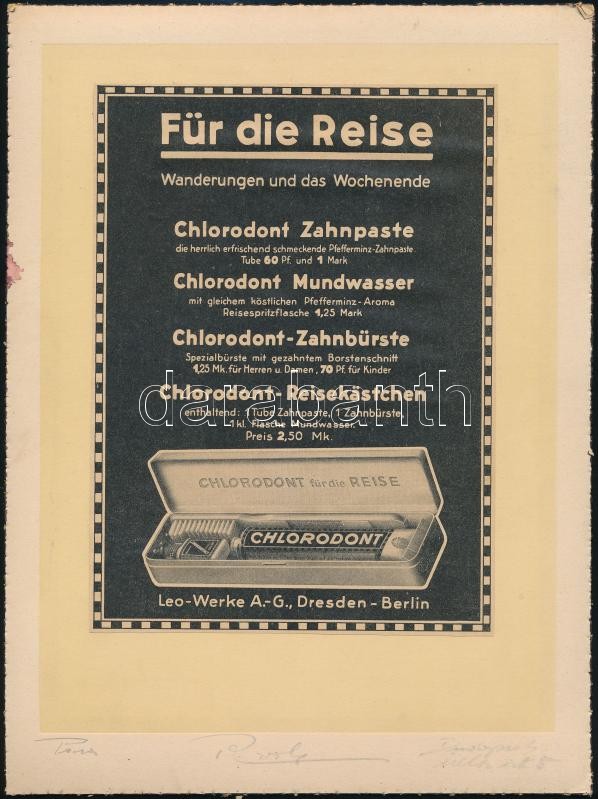 Für die Reise
Wanderungen und das Wochenende
Chlorodont Zahnpaste
die herrlich erfrischend schmeckende Pfefferminz-Zahnpaste.
Tube 60 Pf. und 1 Mark
Chlorodont Mundwasser
mit gleichem köstlichen Pfefferminz-Aroma
Reisespritzflasche 1,25 Mark
Chlorodont-Zahnbürste
Spezialbürste mit gezahntem Borstenschnitt
1,25 Mk. für Herren u. Damen, 70 Pf. für Kinder
Chlorodont-Reisekästchen
enthaltend: 1 Tube Zahnpaste, 1 Zahnbürste,
1 kl. Flasche Mundwasser.
Preis 2,50 Mk.
CHLORODONT für die REISE
CHLORODONT
Leo-Werke A.-G., Dresden - Berlin
darabanth